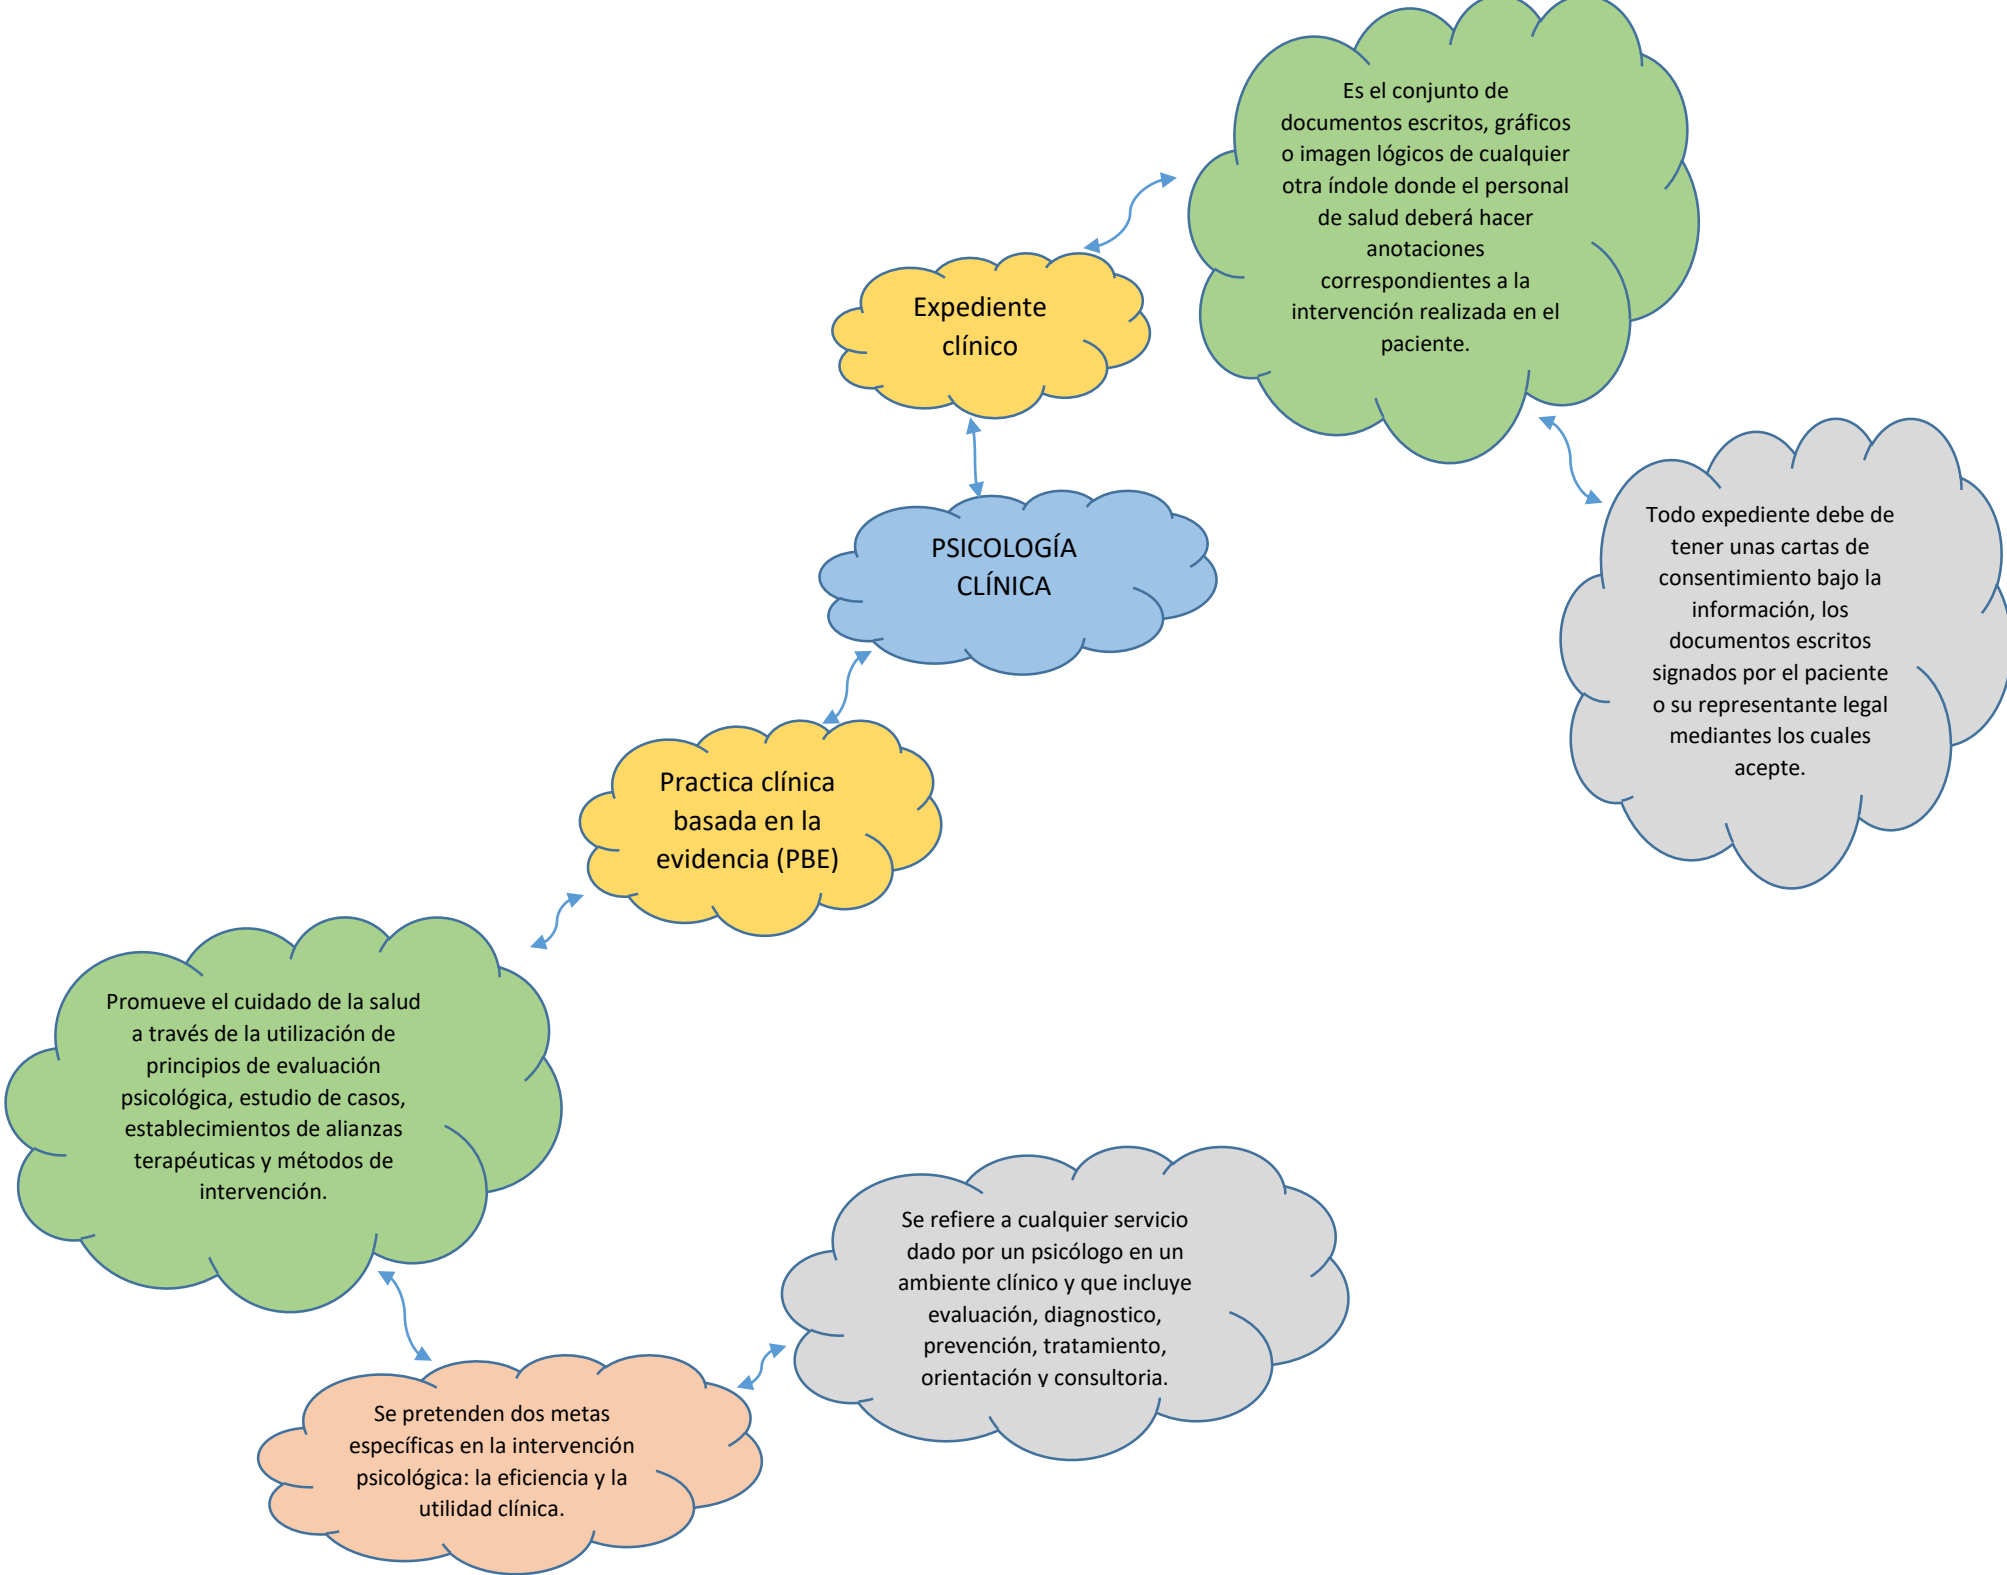 Es el conjunto de
documentos escritos, gráficos
o imagen lógicos de cualquier
otra índole donde el personal
de salud deberá hacer
anotaciones
correspondientes a la
intervención realizada en el
paciente.
Expediente
clínico
Todo expediente debe de
tener unas cartas de
consentimiento bajo la
información, los
documentos escritos
signados por el paciente
o su representante legal
mediantes los cuales
acepte.
PSICOLOGÍA
CLÍNICA
Practica clínica
basada en la
evidencia (PBE)
Promueve el cuidado de la salud
a través de la utilización de
principios de evaluación
psicológica, estudio de casos,
establecimientos de alianzas
terapéuticas y métodos de
intervención.
Se refiere a cualquier servicio
dado por un psicólogo en un
ambiente clínico y que incluye
evaluación, diagnostico,
prevención, tratamiento,
orientación y consultoria.
Se pretenden dos metas
específicas en la intervención
psicológica: la eficiencia y la
utilidad clínica.